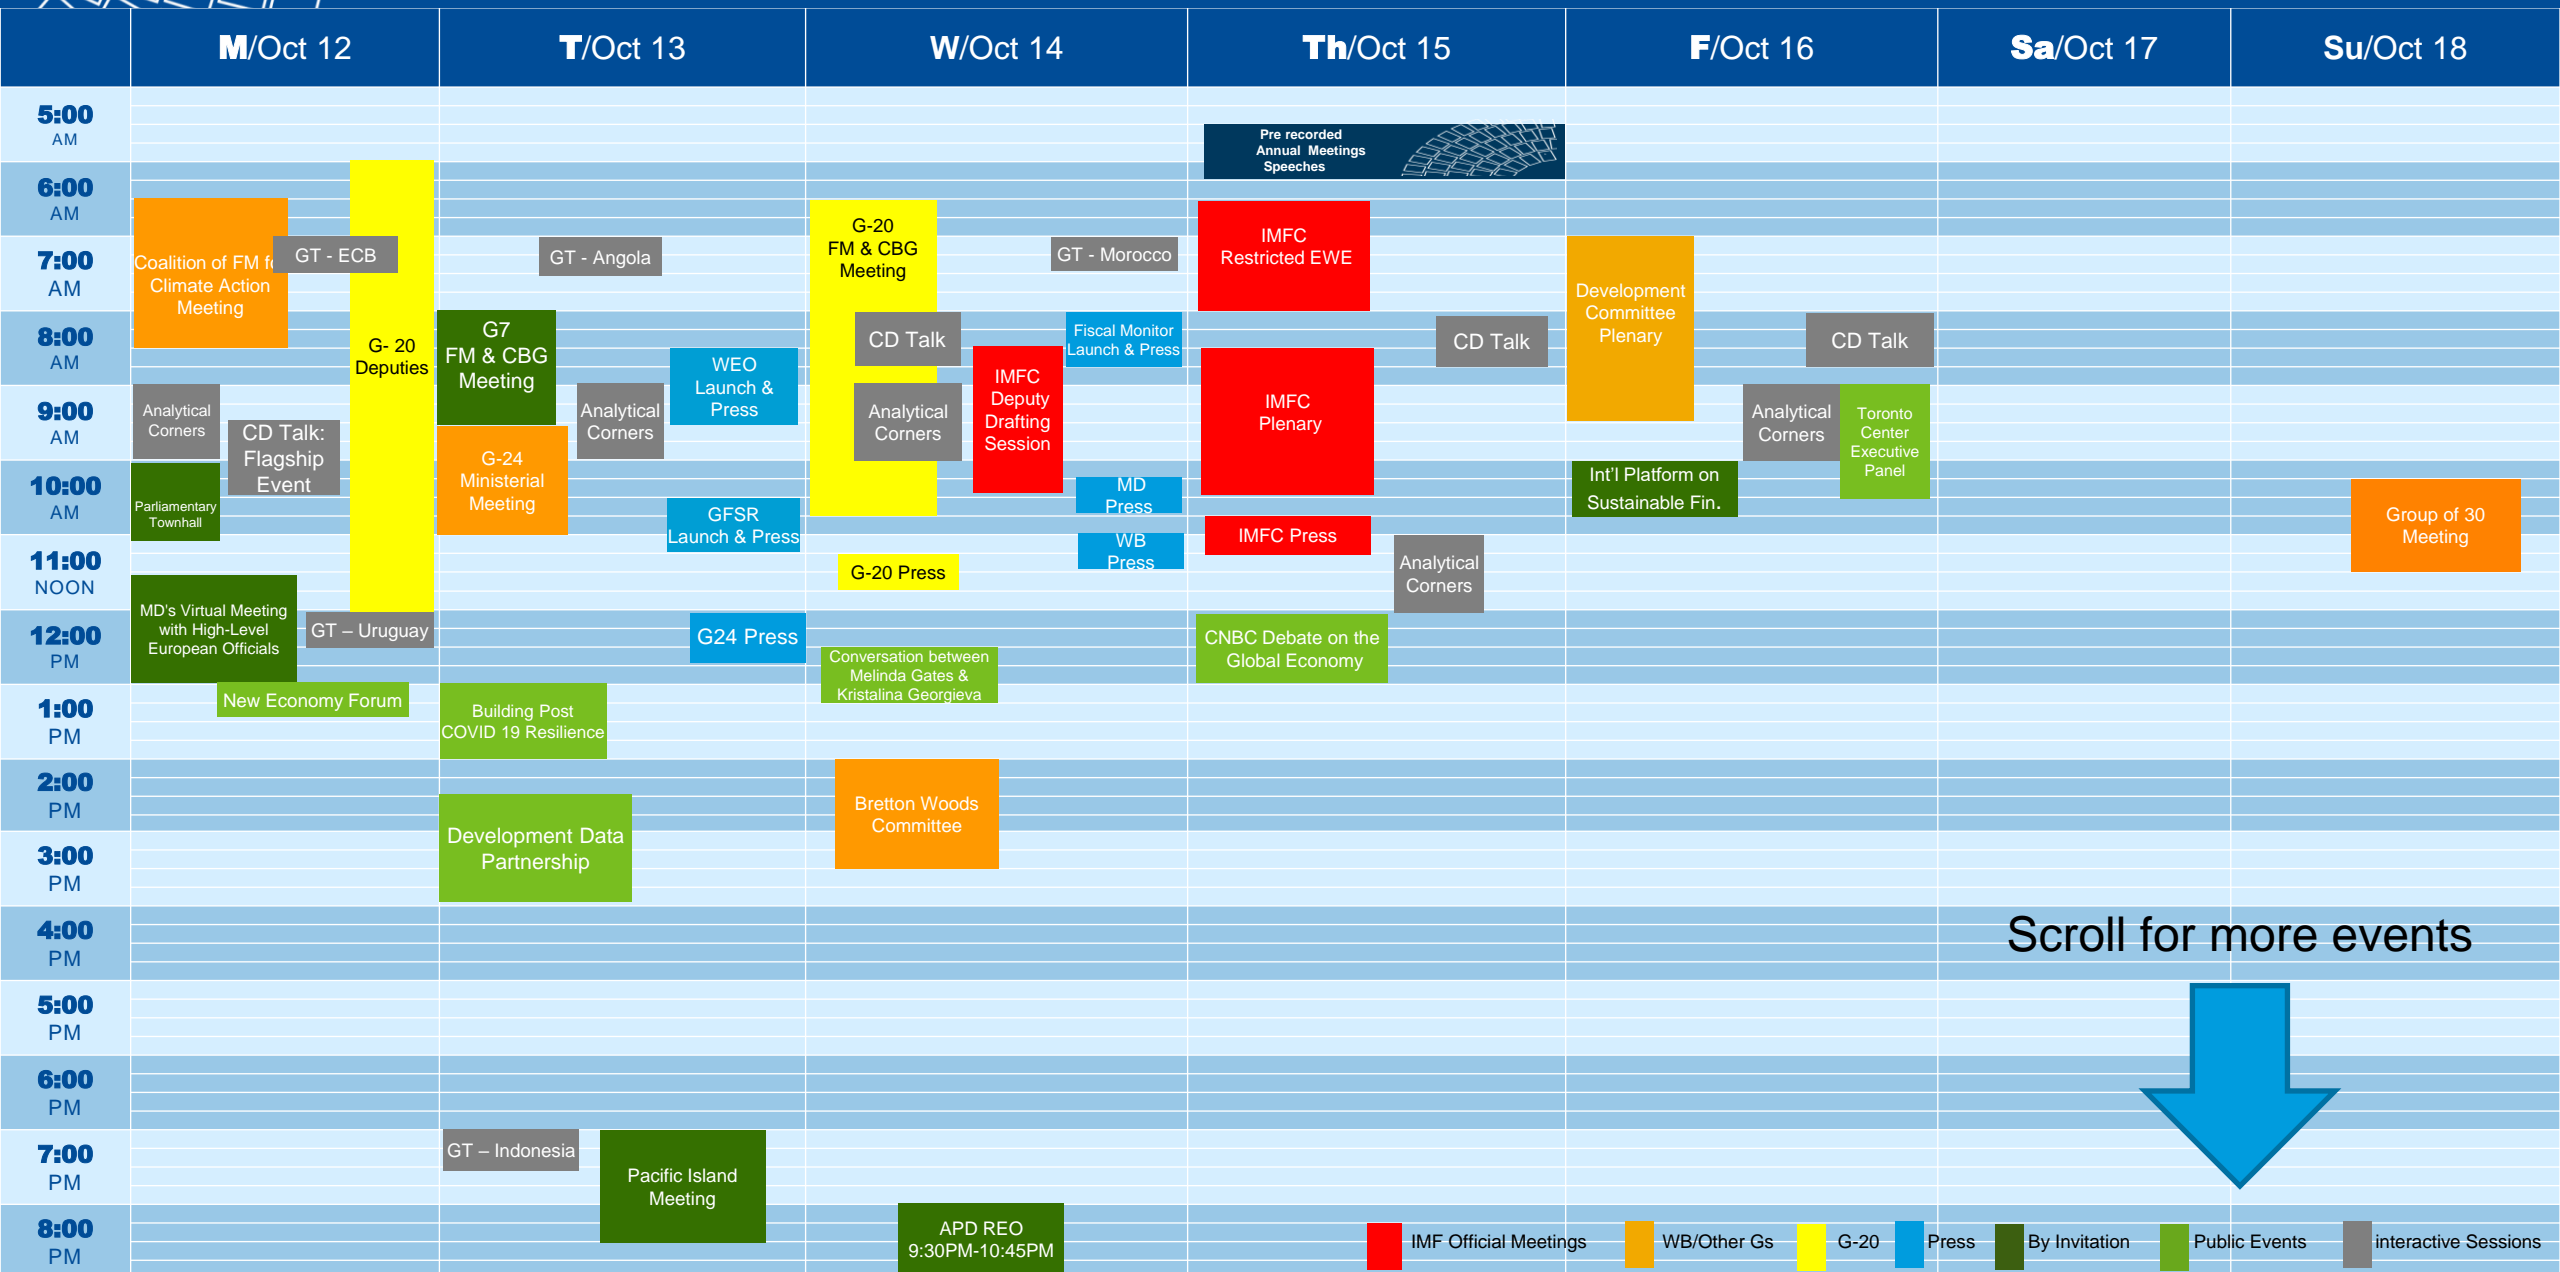 M/Oct 12
T/Oct 13
W/Oct 14
Th/Oct 15
F/Oct 16
Sa/Oct 17
Su/Oct 18
5:00
AM
6:00
AM
7:00
AM
8:00
AM
9:00
AM
10:00
AM
11:00
NOON
12:00
PM
1:00
PM
2:00
PM
3:00
PM
4:00
PM
5:00
PM
6:00
PM
7:00
PM
8:00
PM
Coalition of FM fo
Climate Action
Meeting
GT - ECB
G- 20
Deputies
Analytical
Corners
CD Talk:
Flagship
Event
Parliamentary
Townhall
MD's Virtual Meeting
with High-Level
European Officials
GT – Uruguay
New Economy Forum
GT - Angola
G7
FM & CBG
Meeting
WEO
Launch &
Press
Analytical
Corners
G-24
Ministerial
Meeting
GFSR
Launch & Press
G24 Press
Building Post
COVID 19 Resilience
Development Data
Partnership
GT – Indonesia
Pacific Island
Meeting
G-20
FM & CBG
Meeting
GT - Morocco
CD Talk
Fiscal Monitor
Launch & Press
IMFC
Deputy
Drafting
Session
Analytical
Corners
MD
Press
WB
Press
G-20 Press
Conversation between
Melinda Gates &
Kristalina Georgieva
Bretton Woods
Committee
APD REO
9:30PM-10:45PM
Pre recorded
Annual Meetings
Speeches
IMFC
Restricted EWE
CD Talk
IMFC
Plenary
IMFC Press
Analytical
Corners
CNBC Debate on the
Global Economy
Development
Committee
Plenary
CD Talk
Analytical
Corners
Toronto
Center
Executive
Panel
Int'l Platform on
Sustainable Fin.
Group of 30
Meeting
Scroll for more events
IMF Official Meetings
WB/Other Gs
G-20
Press
By Invitation
Public Events
interactive Sessions